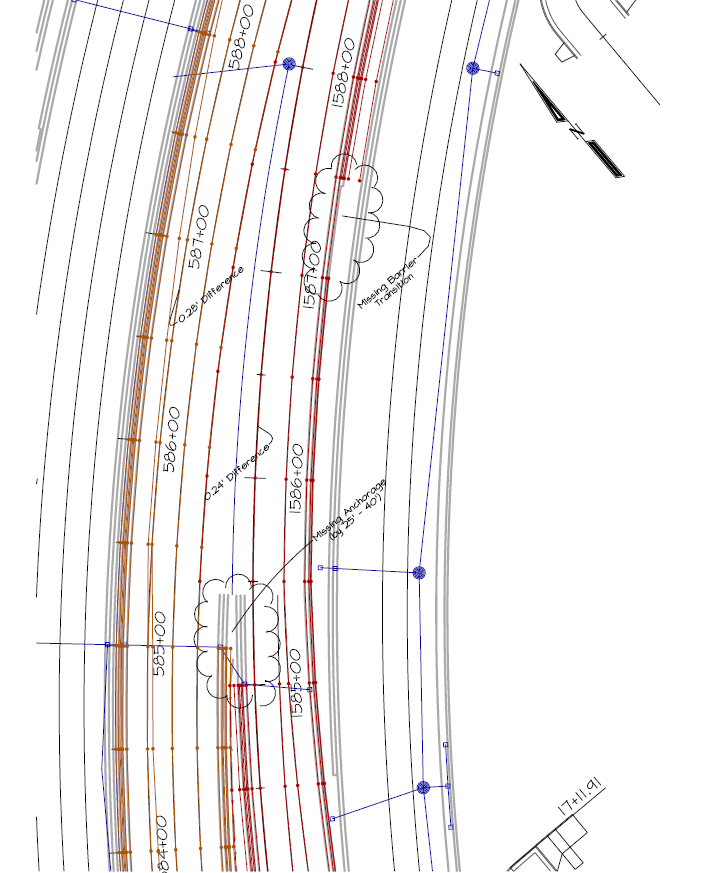 588+00
1588+00
N
587+00
1587+00
0.28' Difference
Missing Barrier
Transition
586+00
1586+00
0.24' Difference
Missing Anchorage
(by 25' - 40')
585+00
1585+00
84+00
17+11.91